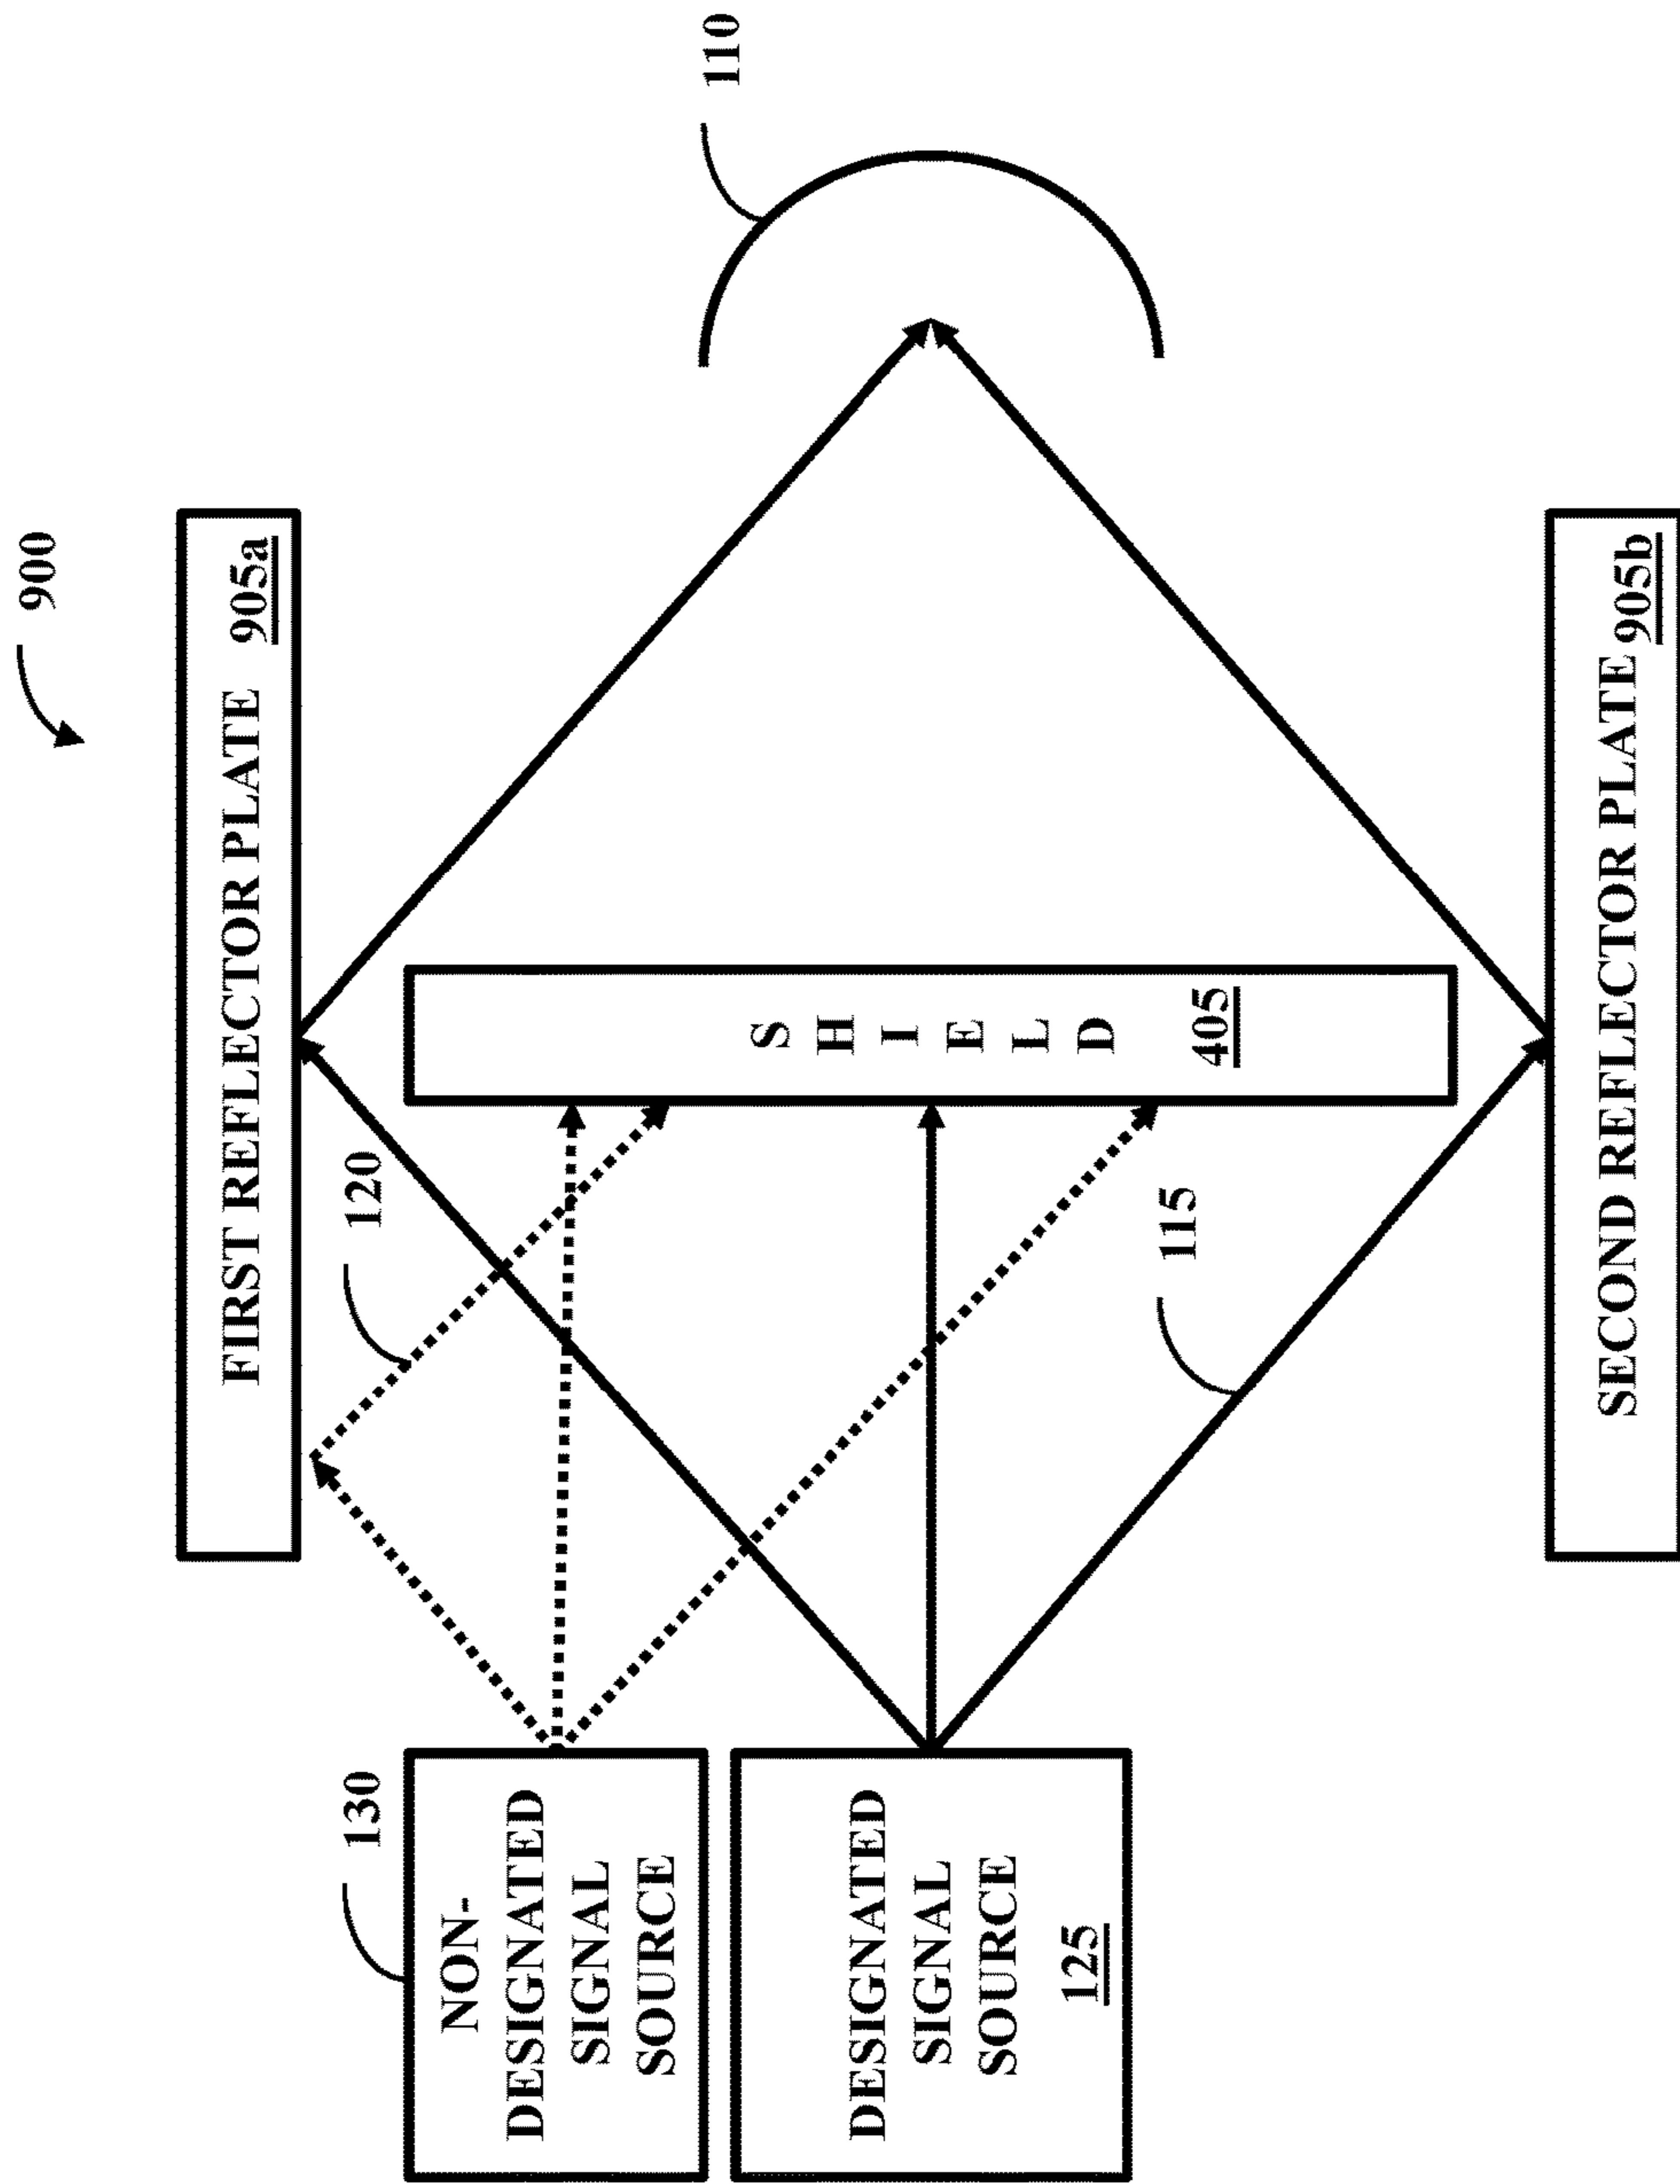 900
FIRST REFLECTOR PLATE 905a
130
NON-
DESIGNATED
SIGNAL
SOURCE
120
110
SHIELD
405
DESIGNATED
SIGNAL
SOURCE
125
115
SECOND REFLECTOR PLATE 905b